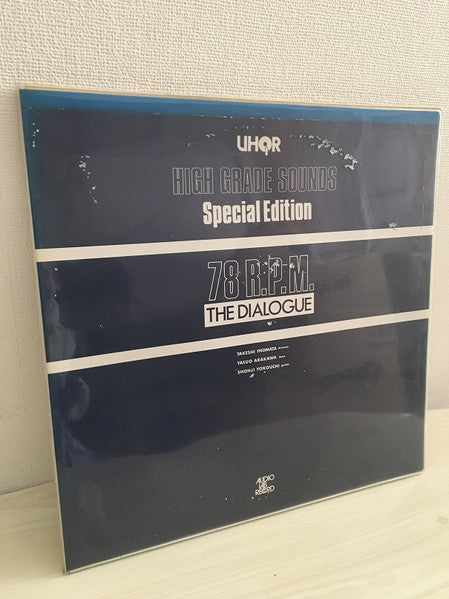 UHQR
HIGH GRADE SOUNDS
Special Edition
78 R.P.M.
THE DIALOGUE
TAKESHI INOMATA drums
YASUO ARAKAWA bass
SHOHJI YOKOUCHI guitar
AUDIO
LAB
RECORD